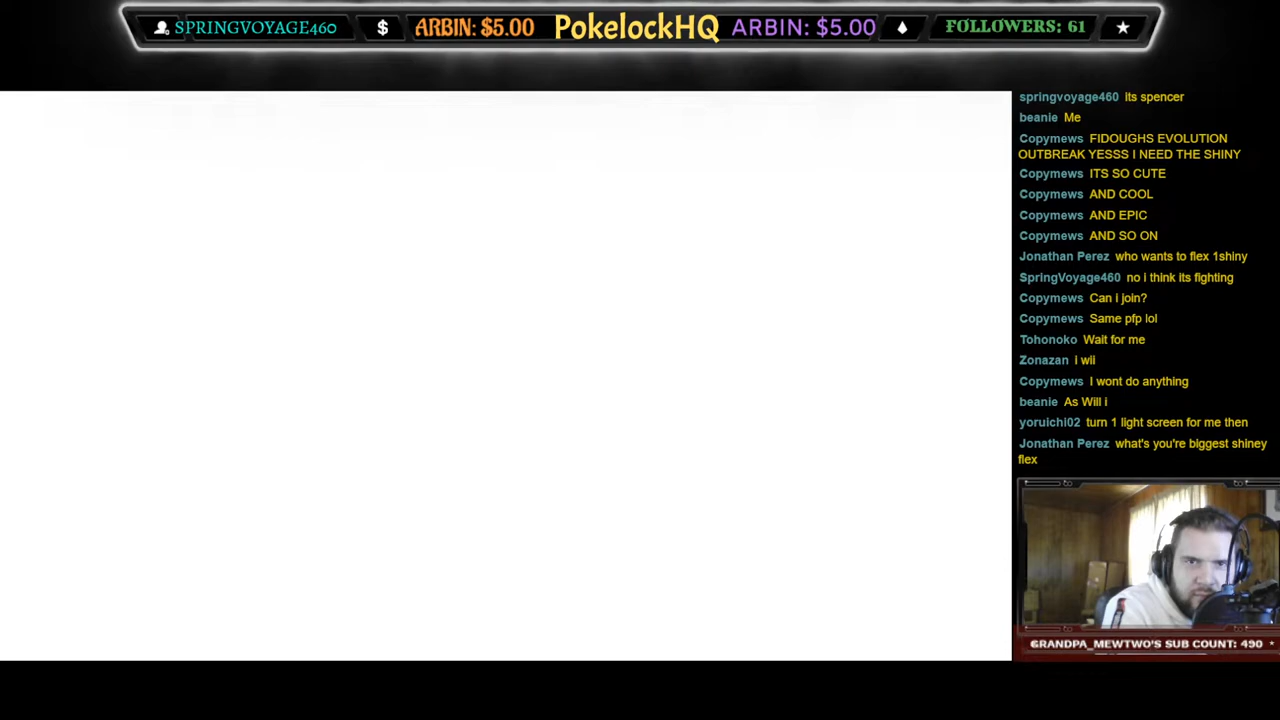 SPRINGVOYAGE460 $ ARBIN: $5.00 PokelockHQ ARBIN: $5.00 FOLLOWERS: 61
springvoyage460 its spencer
beanie Me
Copymews FIDOUGHS EVOLUTION
OUTBREAK YESSS I NEED THE SHINY
Copymews ITS SO CUTE
Copymews AND COOL
Copymews AND EPIC
Copymews AND SO ON
Jonathan Perez who wants to flex 1shiny
SpringVoyage460 no i think its fighting
Copymews Can i join?
Copymews Same pfp lol
Tohonoko Wait for me
Zonazan i wii
Copymews I wont do anything
beanie As Will i
yoruichi02 turn 1 light screen for me then
Jonathan Perez what's you're biggest shiney
flex
GRANDPA_MEWTWO'S SUB COUNT: 490 *